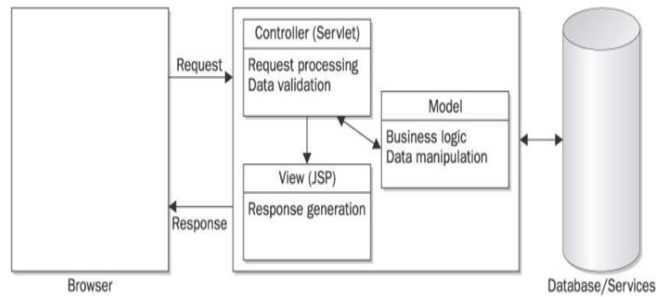 Controller (Servlet)
Request processing
Data validation
Request
Model
Business logic
Data manipulation
View (JSP)
Response generation
Response
Browser
Database/Services